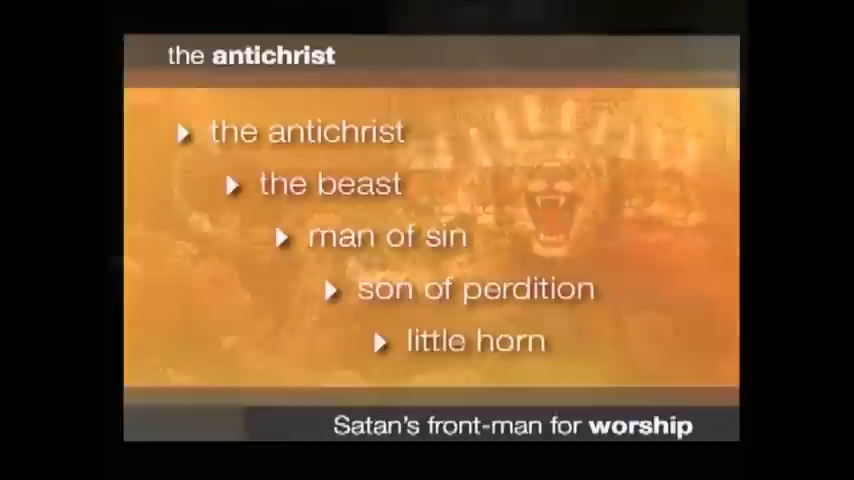 the antichrist
the antichrist
the beast
man of sin
son of perdition
little horn
Satan's front-man for worship